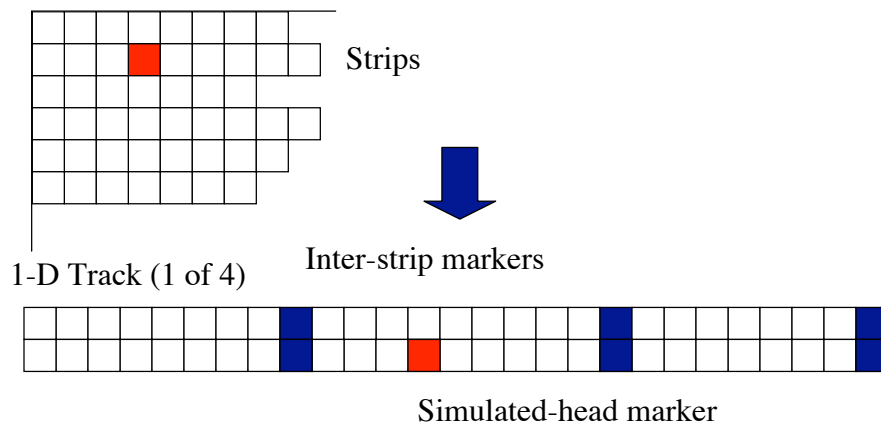 Strips
Inter-strip markers
1-D Track (1 of 4)
Simulated-head marker